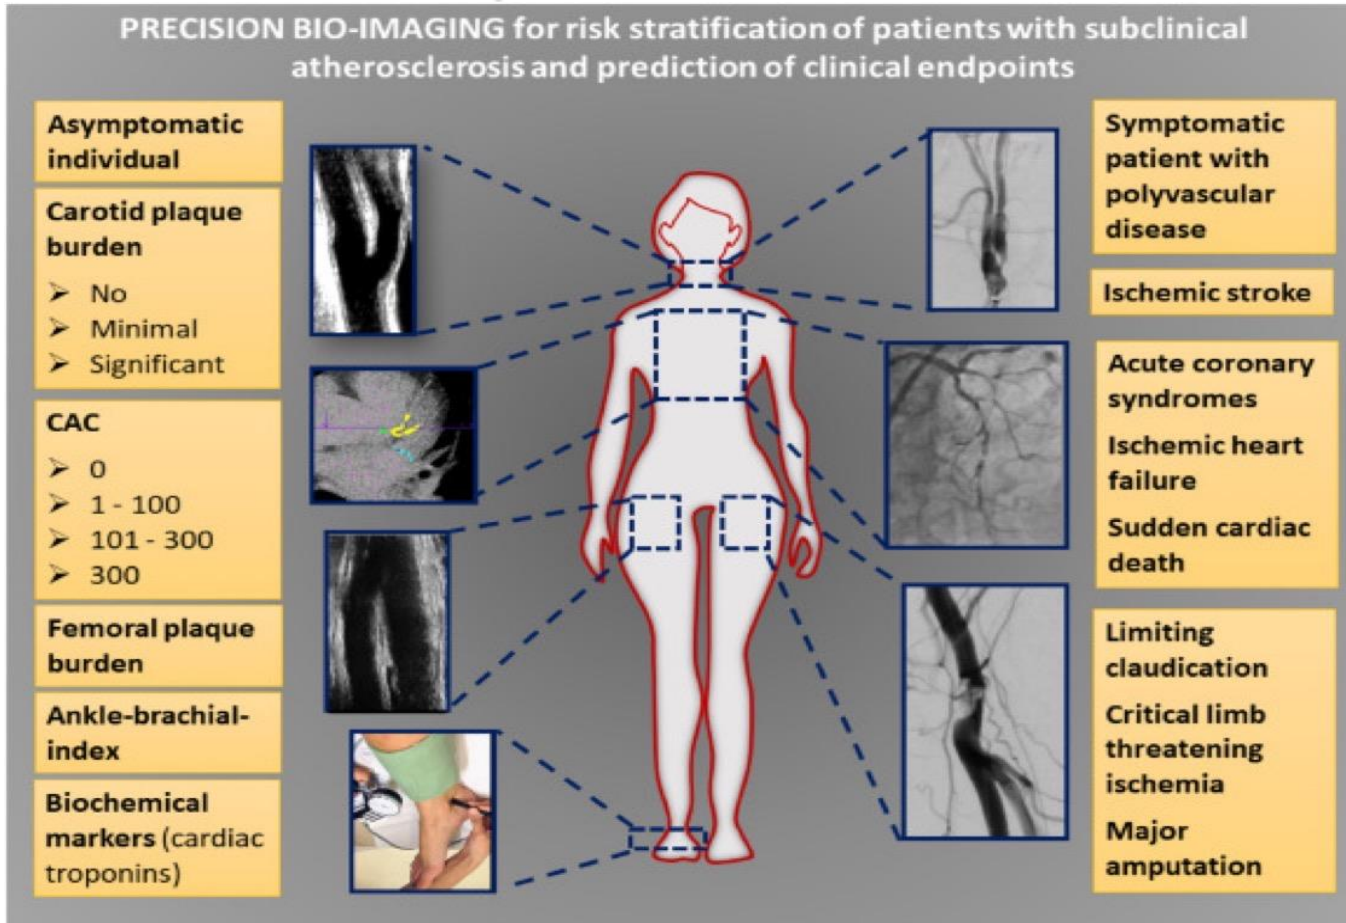 PRECISION BIO-IMAGING for risk stratification of patients with subclinical
atherosclerosis and prediction of clinical endpoints
Asymptomatic
individual
Carotid plaque
burden
➤ No
➤ Minimal
➤ Significant
CAC
➤ 0
➤ 1 - 100
➤ 101 - 300
➤ 300
Femoral plaque
burden
Ankle-brachial-
index
Biochemical
markers (cardiac
troponins)
Symptomatic
patient with
polyvascular
disease
Ischemic stroke
Acute coronary
syndromes
Ischemic heart
failure
Sudden cardiac
death
Limiting
claudication
Critical limb
threatening
ischemia
Major
amputation